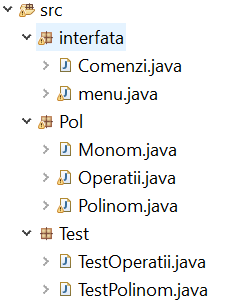 src
interfata
Comenzi.java
menu.java
Pol
Monom.java
Operatii.java
Polinom.java
Test
TestOperatii.java
TestPolinom.java